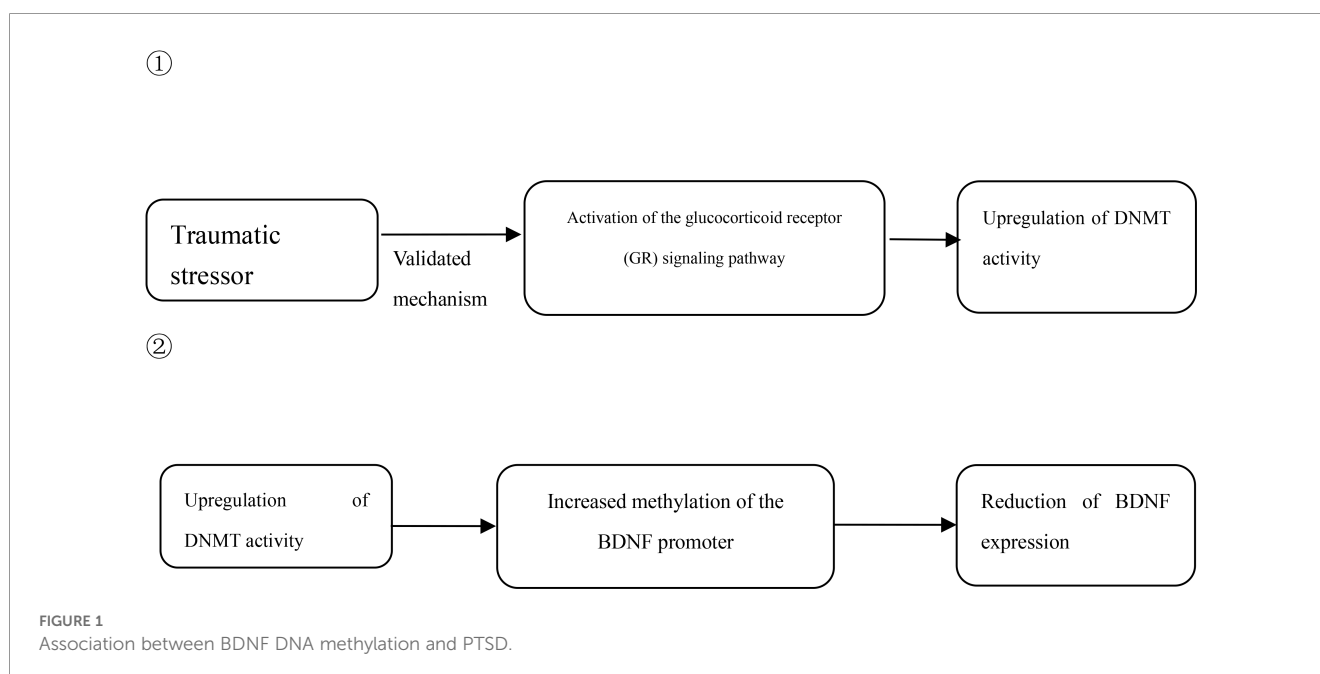 ①
Traumatic
stressor
Validated
mechanism
Activation of the glucocorticoid receptor
(GR) signaling pathway
Upregulation of DNMT
activity
②
Upregulation of
DNMT activity
Increased methylation of the
BDNF promoter
Reduction of BDNF
expression
FIGURE 1
Association between BDNF DNA methylation and PTSD.